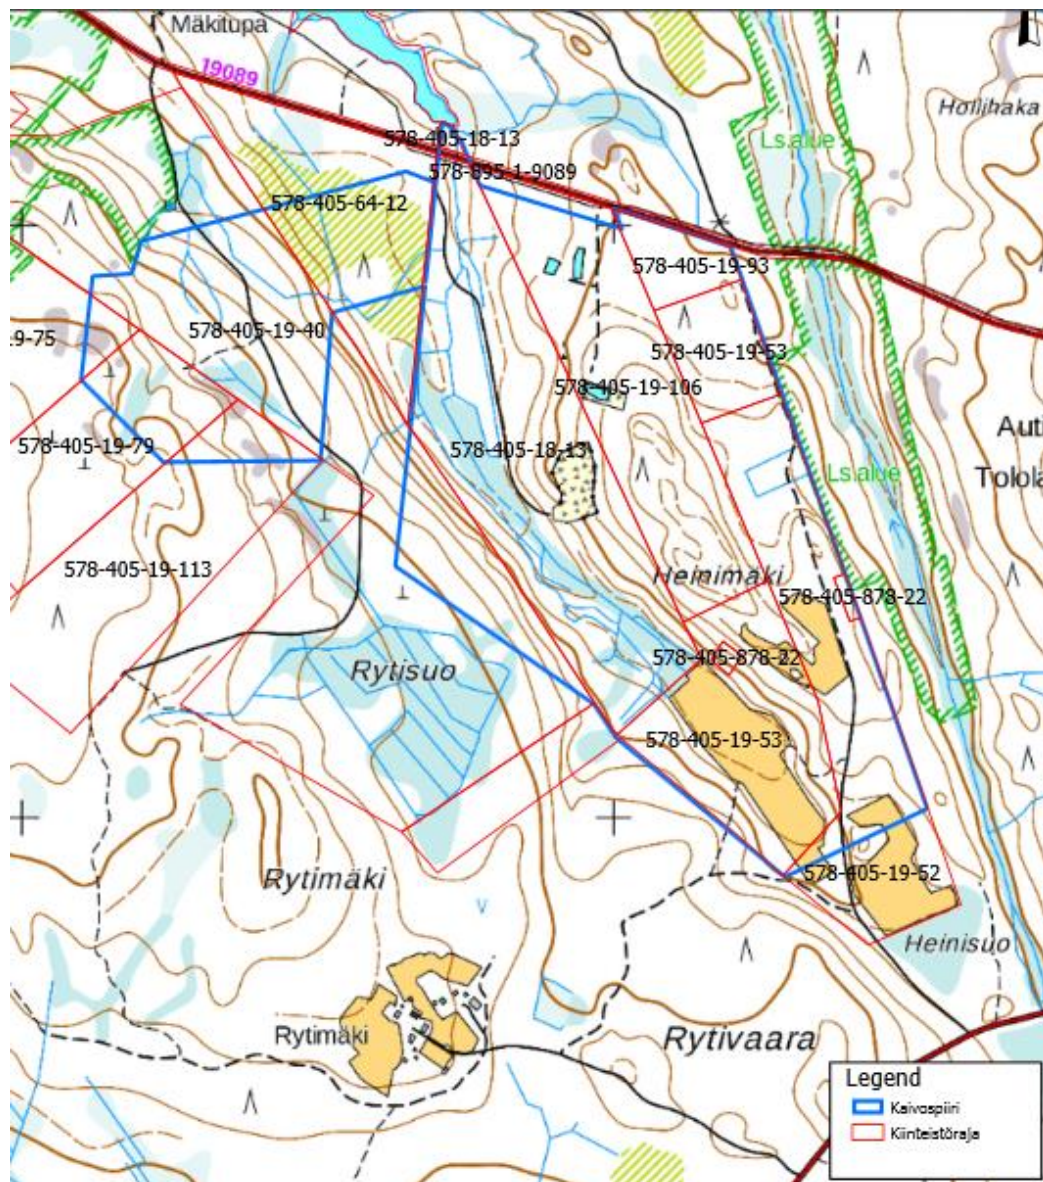 Mäkitupa
19089
Hollihaka
578-405-18-13
Ls.alue
578-895-1-9089
578-405-64-12
578-405-19-93
9-75
578-405-19-40
578-405-19-53
578-405-19-106
578-405-19-79
578-405-18-13
Auti
Ls.alue
Tolola
578-405-19-113
Heinimäki
578-405-878-22
578-405-878-22
Rytisuo
578-405-19-53
578-405-19-52
Rytimäki
Heinisuo
Rytimäki
Rytivaara
Legend
Kaivospiiri
Kiinteistöraja